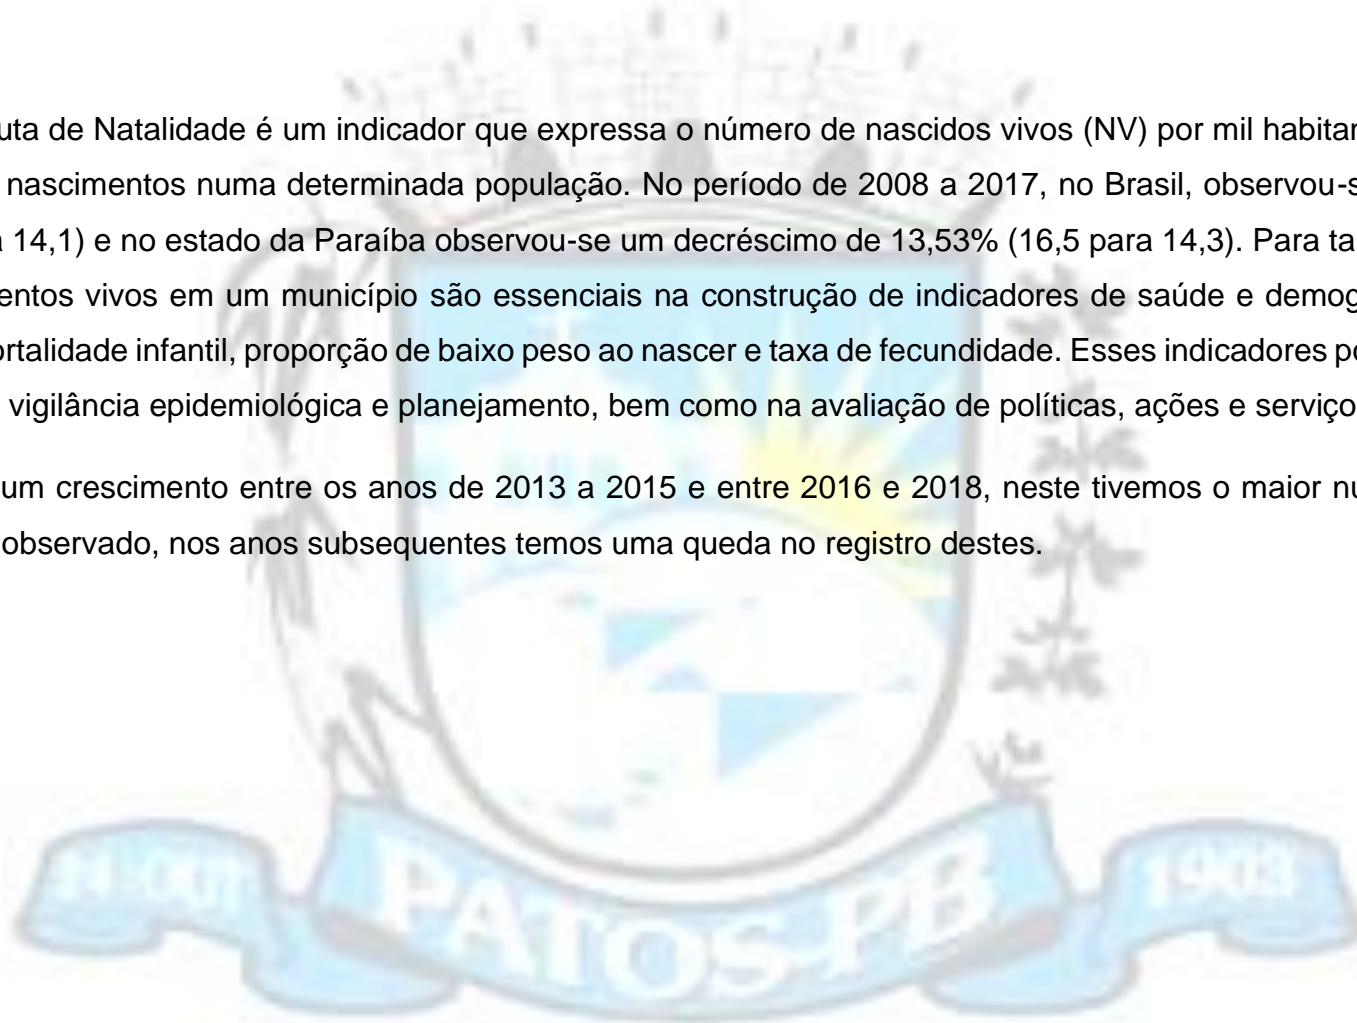 uta de Natalidade é um indicador que expressa o número de nascidos vivos (NV) por mil habitan
nascimentos numa determinada população. No período de 2008 a 2017, no Brasil, observou-s
14,1) e no estado da Paraíba observou-se um decréscimo de 13,53% (16,5 para 14,3). Para ta
entos vivos em um município são essenciais na construção de indicadores de saúde e demog
ortalidade infantil, proporção de baixo peso ao nascer e taxa de fecundidade. Esses indicadores po
vigilância epidemiológica e planejamento, bem como na avaliação de políticas, ações e serviço
um crescimento entre os anos de 2013 a 2015 e entre 2016 e 2018, neste tivemos o maior nu
observado, nos anos subsequentes temos uma queda no registro destes.
PATOS-PB
1903